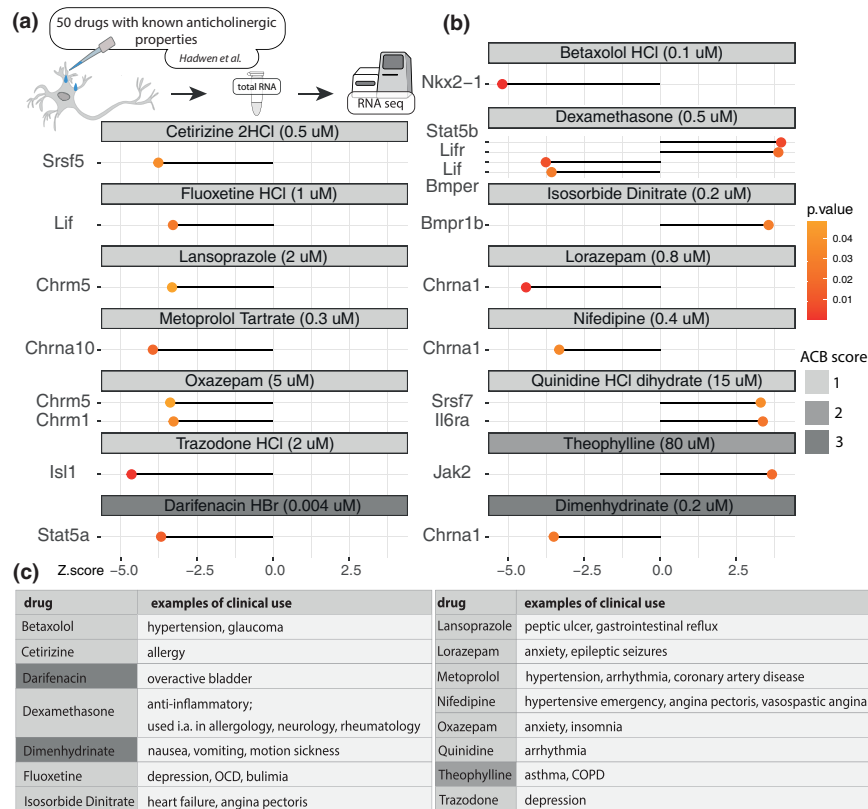 (a)
50 drugs with known anticholinergic
properties
Hadwen et al.
total RNA
RNA seq
Cetirizine 2HCl (0.5 uM)
Srsf5
Fluoxetine HCl (1 uM)
Lif
Lansoprazole (2 uM)
Chrm5
Metoprolol Tartrate (0.3 uM)
Chrna10
Oxazepam (5 uM)
Chrm5
Chrm1
Trazodone HCl (2 uM)
Isl1
Darifenacin HBr (0.004 uM)
Stat5a
Z.score −5.0 −2.5 0.0 2.5
(b)
Betaxolol HCl (0.1 uM)
Nkx2−1
Dexamethasone (0.5 uM)
Stat5b
Lifr
Lif
Bmper
Isosorbide Dinitrate (0.2 uM)
Bmpr1b
Lorazepam (0.8 uM)
Chrna1
Nifedipine (0.4 uM)
Chrna1
Quinidine HCl dihydrate (15 uM)
Srsf7
Il6ra
Theophylline (80 uM)
Jak2
Dimenhydrinate (0.2 uM)
Chrna1
−5.0 −2.5 0.0 2.5
p.value
0.04
0.03
0.02
0.01
ACB score
1
2
3
(c)
drug examples of clinical use
Betaxolol hypertension, glaucoma
Cetirizine allergy
Darifenacin overactive bladder
Dexamethasone anti-inflammatory;
used i.a. in allergology, neurology, rheumatology
Dimenhydrinate nausea, vomiting, motion sickness
Fluoxetine depression, OCD, bulimia
Isosorbide Dinitrate heart failure, angina pectoris
drug examples of clinical use
Lansoprazole peptic ulcer, gastrointestinal reflux
Lorazepam anxiety, epileptic seizures
Metoprolol hypertension, arrhythmia, coronary artery disease
Nifedipine hypertensive emergency, angina pectoris, vasospastic angina
Oxazepam anxiety, insomnia
Quinidine arrhythmia
Theophylline asthma, COPD
Trazodone depression